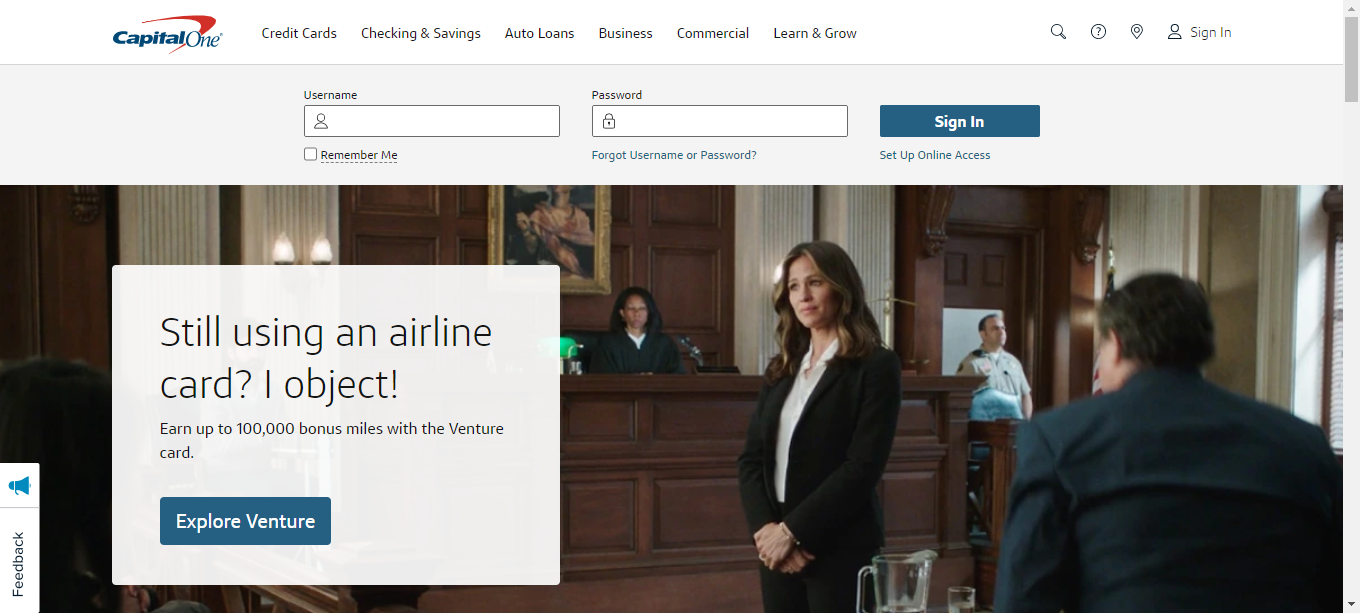 CapitalOne
Credit Cards
Checking & Savings
Auto Loans
Business
Commercial
Learn & Grow
Sign In
Username
Password
Sign In
Remember Me
Forgot Username or Password?
Set Up Online Access
Still using an airline
card? I object!
Earn up to 100,000 bonus miles with the Venture
card.
Explore Venture
Feedback